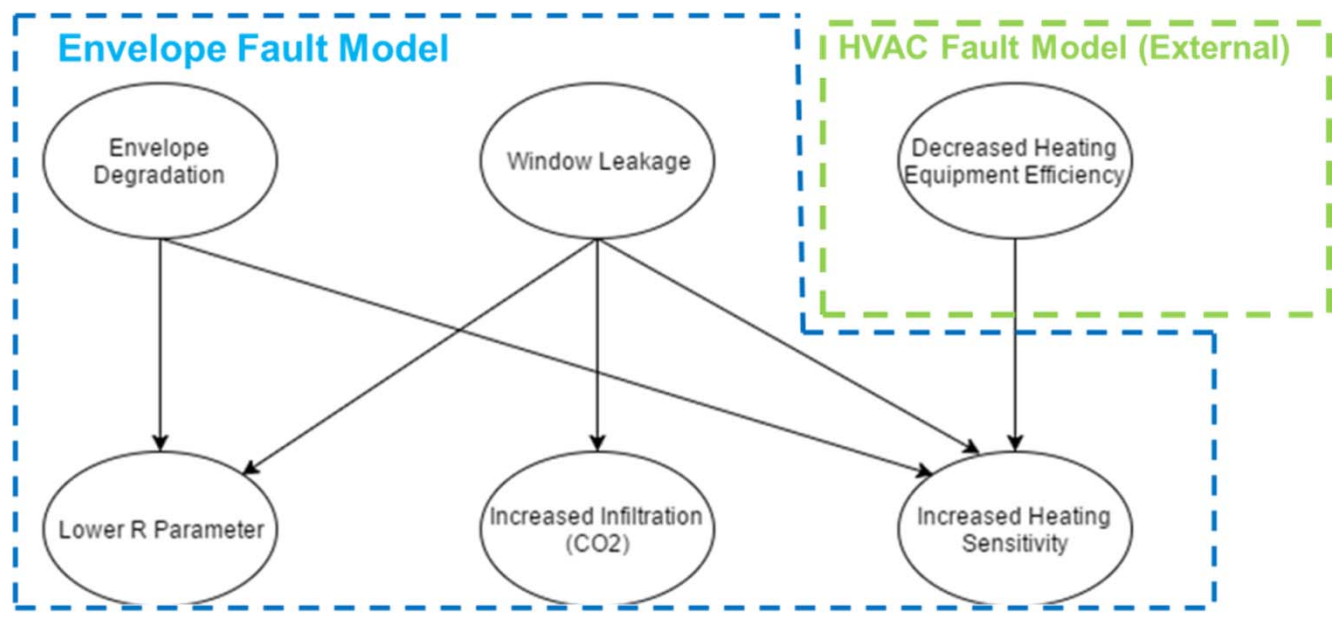 Envelope Fault Model
HVAC Fault Model (External)
Envelope
Degradation
Window Leakage
Decreased Heating
Equipment Efficiency
Lower R Parameter
Increased Infiltration
(CO2)
Increased Heating
Sensitivity